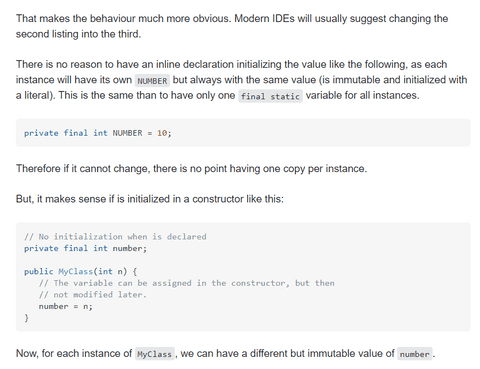 That makes the behaviour much more obvious. Modern IDEs will usually suggest changing the
second listing into the third.
There is no reason to have an inline declaration initializing the value like the following, as each
instance will have its own NUMBER but always with the same value (is immutable and initialized with
a literal). This is the same than to have only one final static variable for all instances.
private final int NUMBER = 10;
Therefore if it cannot change, there is no point having one copy per instance.
But, it makes sense if is initialized in a constructor like this:
// No initialization when is declared
private final int number;
public MyClass(int n) {
// The variable can be assigned in the constructor, but then
// not modified later.
number = n;
}
Now, for each instance of MyClass, we can have a different but immutable value of number.